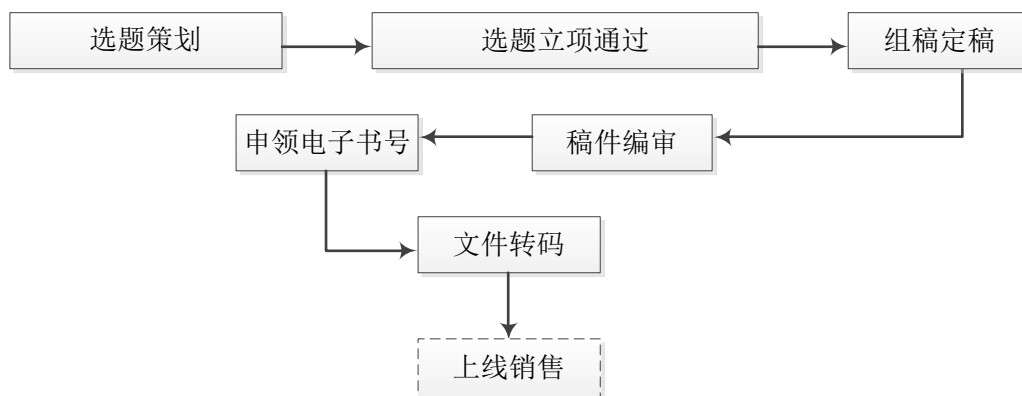 选题策划
选题立项通过
组稿定稿
稿件编审
申领电子书号
文件转码
上线销售